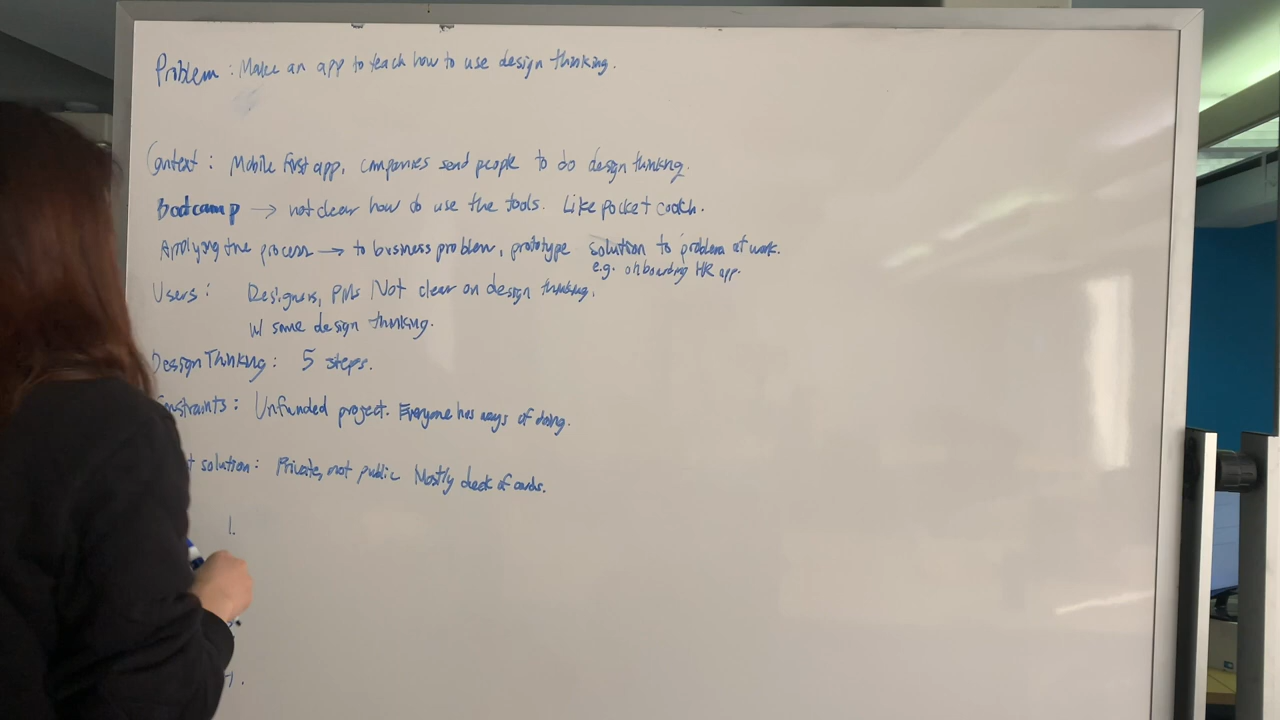 Problem : Make an app to teach how to use design thinking.
Context : Mobile first app, companies send people to do design thinking.
Bootcamp → not clear how do use the tools. Like pocket coach.
Applying the process → to business problem, prototype solution to problem at work.
e.g. onboarding HR app.
Users : Designers, PMs Not clear on design thinking.
w/ some design thinking.
Design Thinking : 5 steps.
Constraints : Unfunded project. Everyone has ways of doing.
solution : Private, not public Mostly deck of cards.
1.